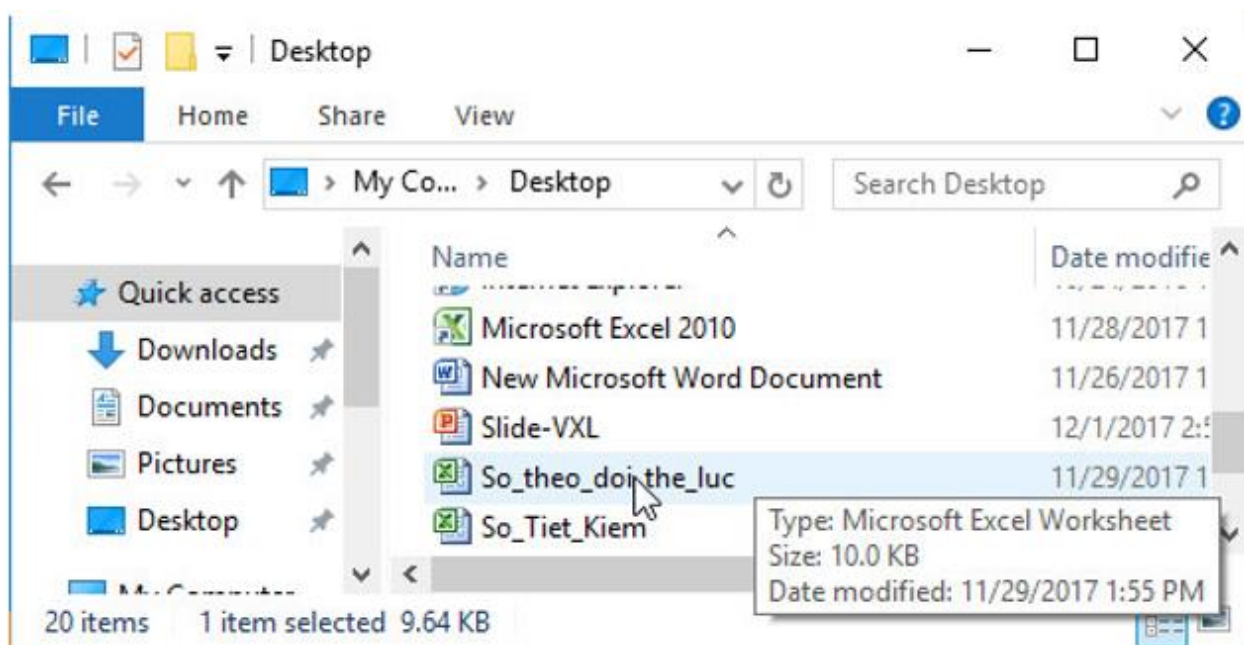 Desktop
File Home Share View
My Co... > Desktop
Search Desktop
Name Date modifie
Quick access
Downloads
Documents
Pictures
Desktop
Microsoft Excel 2010 11/28/2017 1
New Microsoft Word Document 11/26/2017 1
Slide-VXL 12/1/2017 2:5
So_theo_doi_the_luc 11/29/2017 1
So_Tiet_Kiem
Type: Microsoft Excel Worksheet
Size: 10.0 KB
Date modified: 11/29/2017 1:55 PM
20 items 1 item selected 9.64 KB